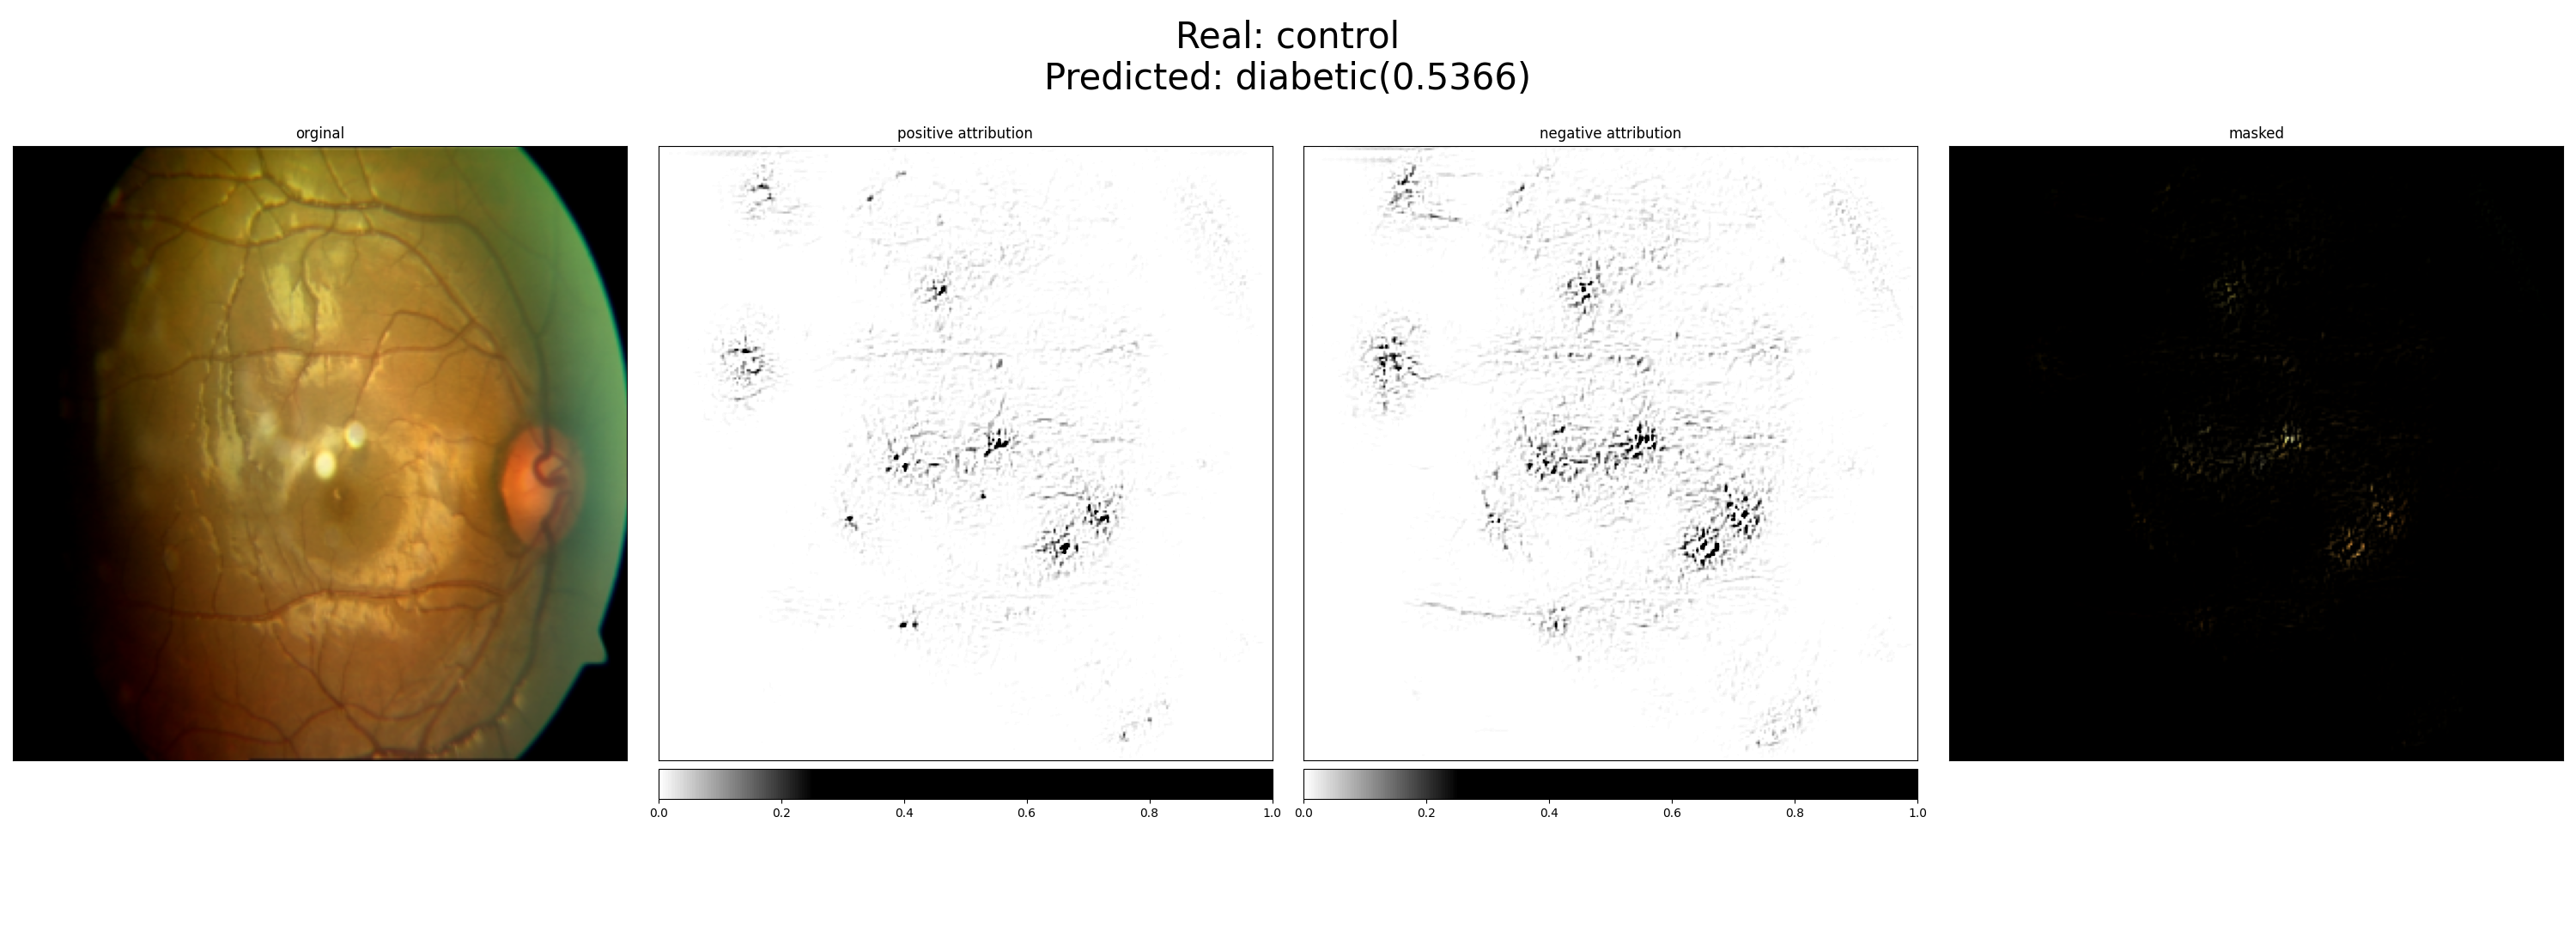 Real: control
Predicted: diabetic(0.5366)
orginal
positive attribution
negative attribution
masked
0.0 0.2 0.4 0.6 0.8 1.0
0.0 0.2 0.4 0.6 0.8 1.0